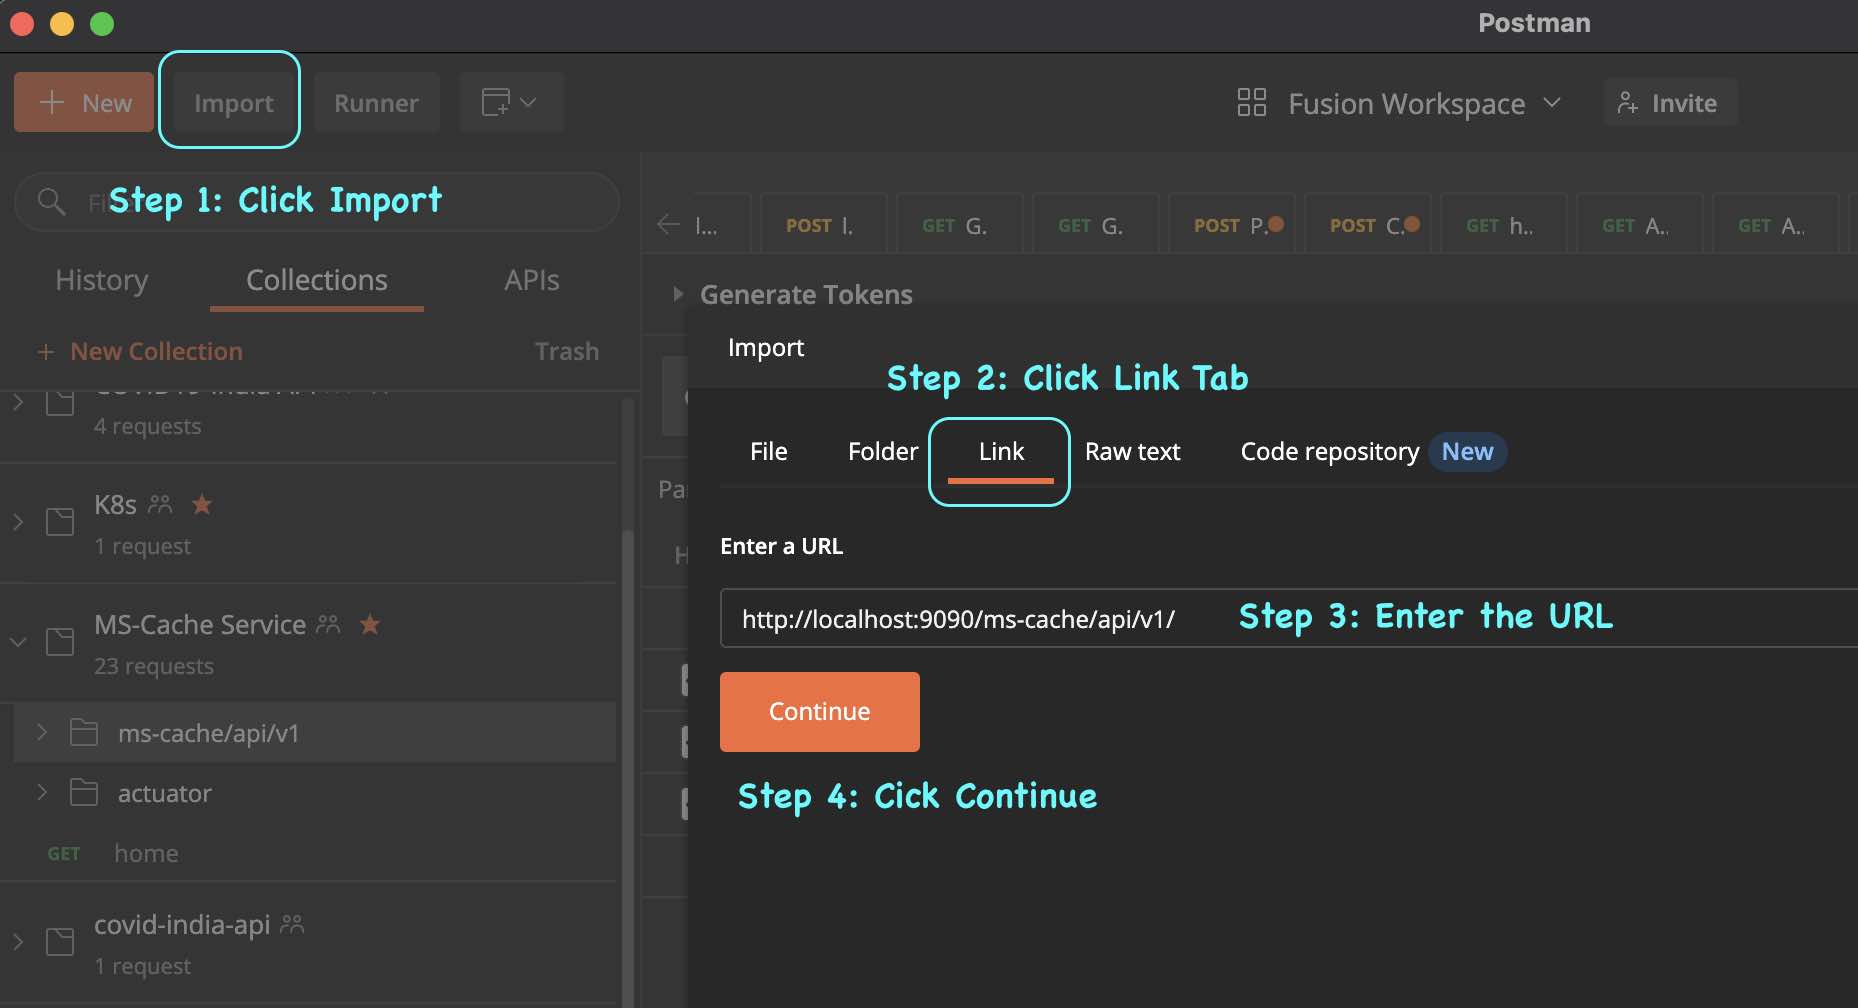 Postman
New
Import
Runner
Fusion Workspace
Invite
Step 1: Click Import
History
Collections
APIs
New Collection
Trash
4 requests
K8s
1 request
MS-Cache Service
23 requests
ms-cache/api/v1
actuator
GET home
covid-india-api
1 request
l...
POST l.
GET G.
GET G.
POST P.
POST C.
GET h..
GET A..
GET A..
Generate Tokens
Import
Step 2: Click Link Tab
File
Folder
Link
Raw text
Code repository New
Enter a URL
http://localhost:9090/ms-cache/api/v1/
Step 3: Enter the URL
Continue
Step 4: Cick Continue